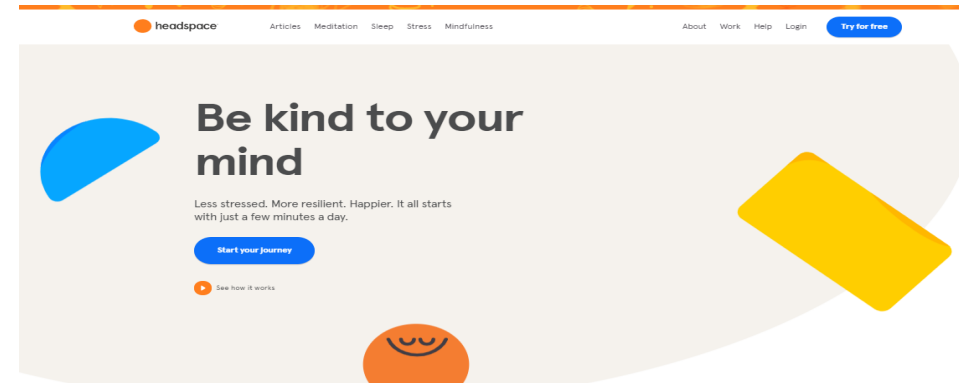 headspace
Articles Meditation Sleep Stress Mindfulness
About Work Help Login Try for free
Be kind to your
mind
Less stressed. More resilient. Happier. It all starts
with just a few minutes a day.
Start your journey
See how it works